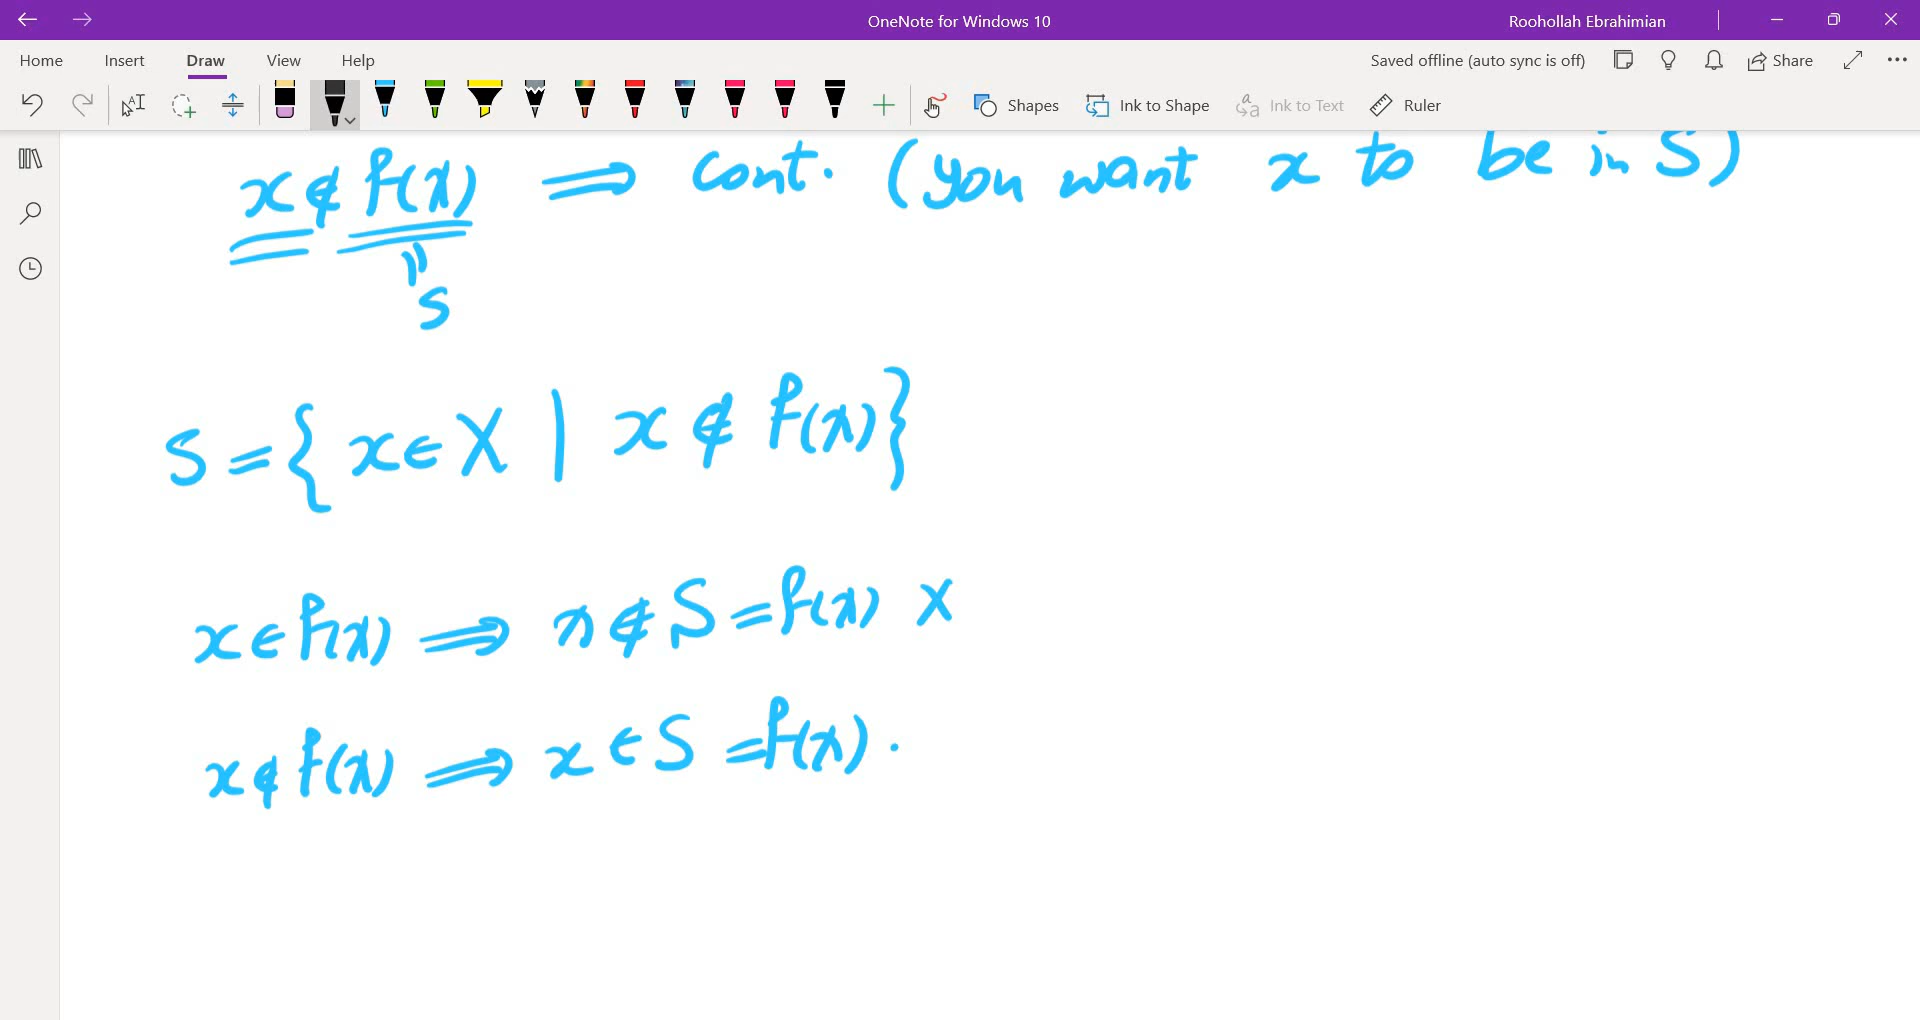 OneNote for Windows 10
Roohollah Ebrahimian
Home Insert Draw View Help
Saved offline (auto sync is off) Share
Shapes Ink to Shape Ink to Text Ruler
x ∉ f(x) ⟹ cont. (you want x to be in S)
"
S
S = { x ∈ X | x ∉ f(x) }
x ∈ f(x) ⟹ x ∉ S = f(x) X
x ∉ f(x) ⟹ x ∈ S = f(x) .